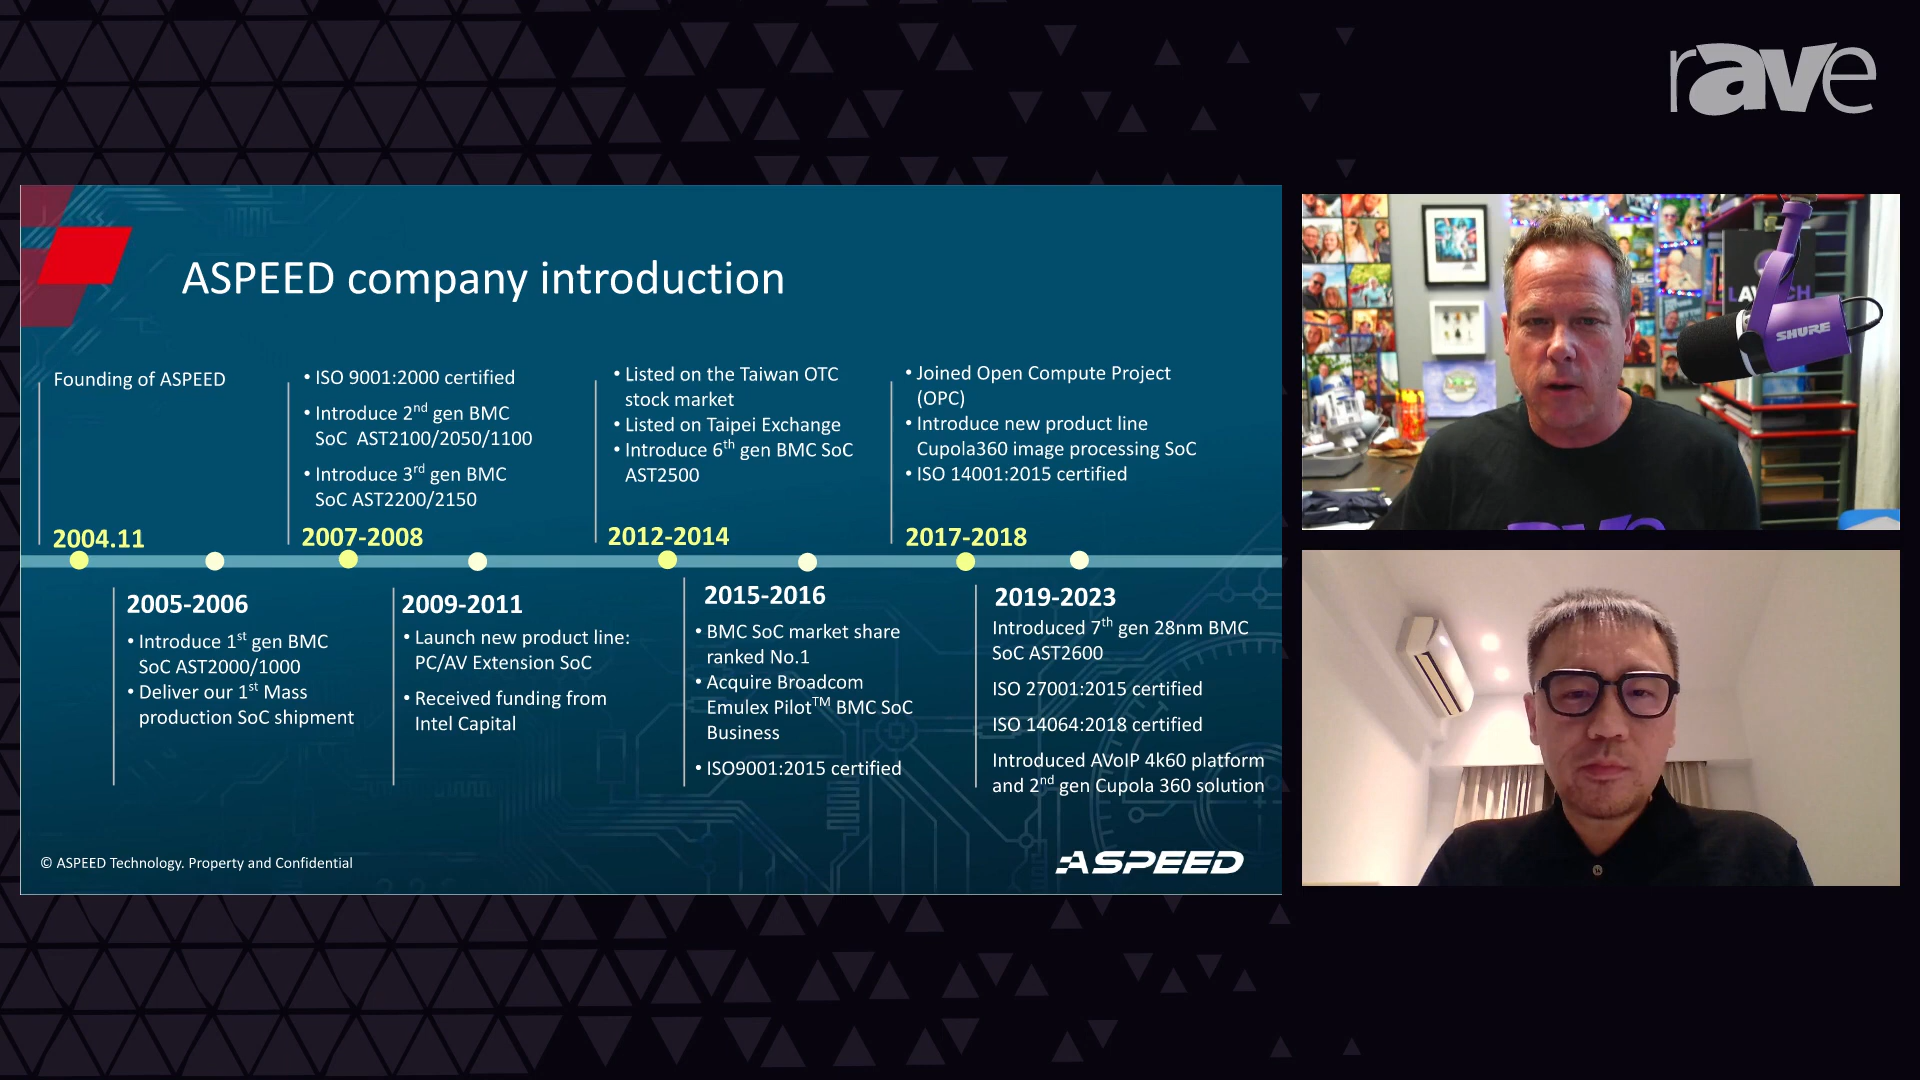 rave
ASPEED company introduction
Founding of ASPEED
2004.11
• ISO 9001:2000 certified
• Introduce 2nd gen BMC
SoC AST2100/2050/1100
• Introduce 3rd gen BMC
SoC AST2200/2150
2007-2008
• Listed on the Taiwan OTC
stock market
• Listed on Taipei Exchange
• Introduce 6th gen BMC SoC
AST2500
2012-2014
• Joined Open Compute Project
(OPC)
• Introduce new product line
Cupola360 image processing SoC
• ISO 14001:2015 certified
2017-2018
2005-2006
• Introduce 1st gen BMC
SoC AST2000/1000
• Deliver our 1st Mass
production SoC shipment
2009-2011
• Launch new product line:
PC/AV Extension SoC
• Received funding from
Intel Capital
2015-2016
• BMC SoC market share
ranked No.1
• Acquire Broadcom
Emulex PilotTM BMC SoC
Business
• ISO9001:2015 certified
2019-2023
Introduced 7th gen 28nm BMC
SoC AST2600
ISO 27001:2015 certified
ISO 14064:2018 certified
Introduced AVoIP 4k60 platform
and 2nd gen Cupola 360 solution
© ASPEED Technology. Property and Confidential
ASPEED
SHURE